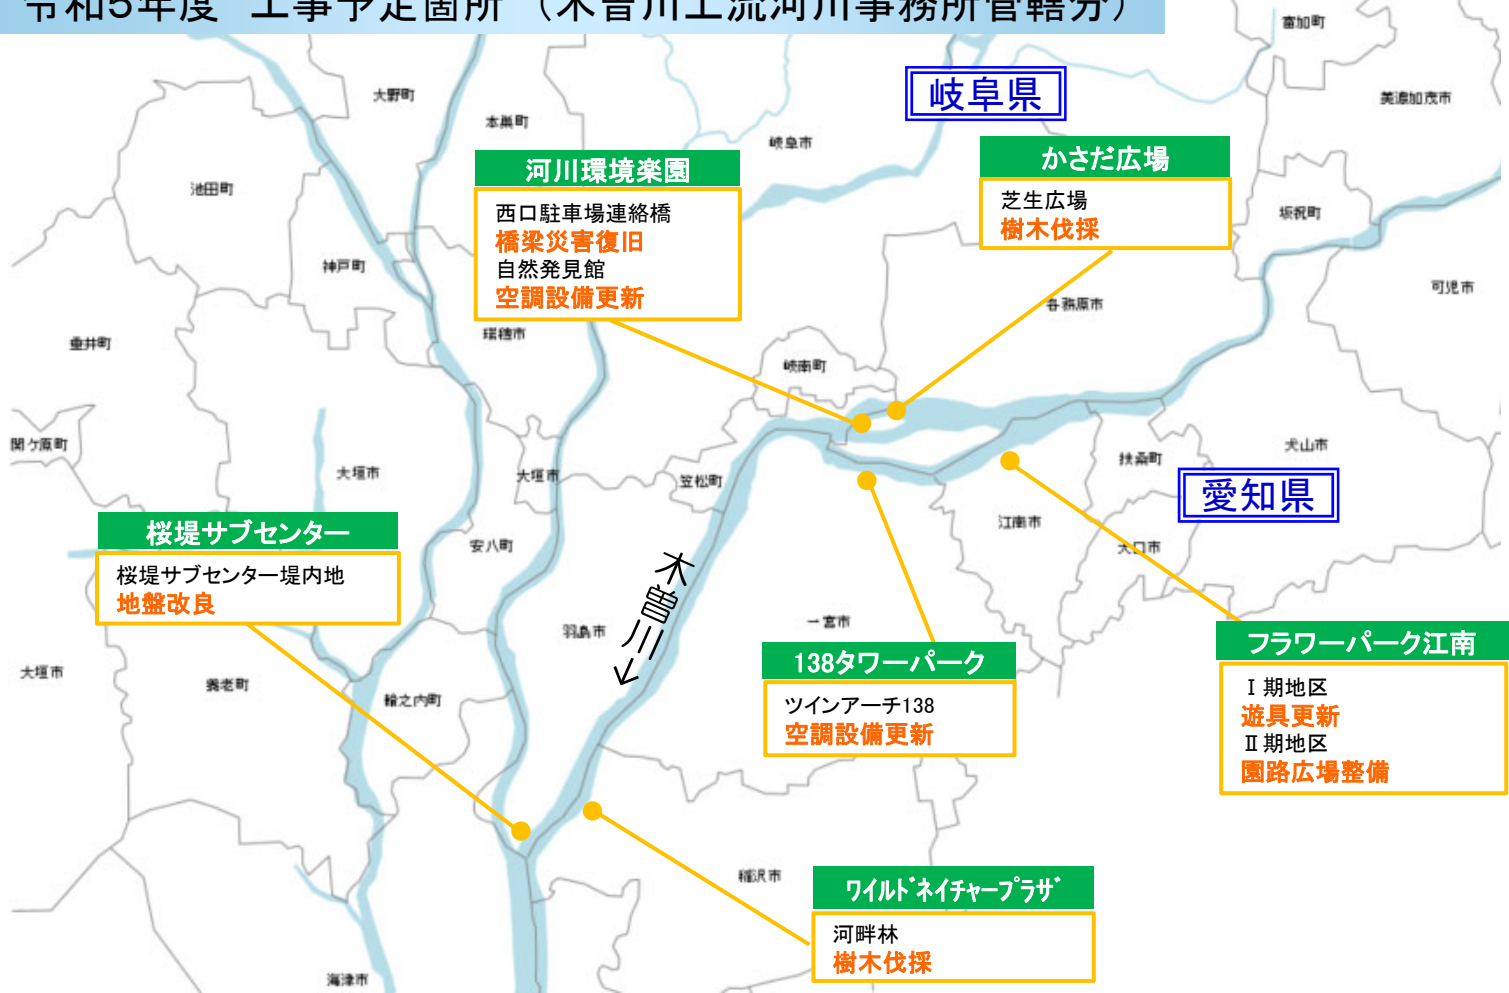 令和5年度 工事予定箇所 (木曽川上流河川事務所管轄分)
富加町
岐阜県
大野町
美濃加茂市
本巣町
岐阜市
河川環境楽園
西口駐車場連絡橋
橋梁災害復旧
自然発見館
空調設備更新
かさだ広場
芝生広場
樹木伐採
池田町
坂祝町
神戸町
可児市
各務原市
瑞穂市
垂井町
岐南町
関ケ原町
大垣市
大垣市
笠松町
扶桑町
犬山市
愛知県
江南市
大口市
安八町
桜堤サブセンター
桜堤サブセンター堤内地
地盤改良
木曽川↓
羽島市
一宮市
大垣市
養老町
輪之内町
138タワーパーク
ツインアーチ138
空調設備更新
フラワーパーク江南
Ⅰ期地区
遊具更新
Ⅱ期地区
園路広場整備
稲沢市
ワイルドネイチャープラザ
河畔林
樹木伐採
海津市